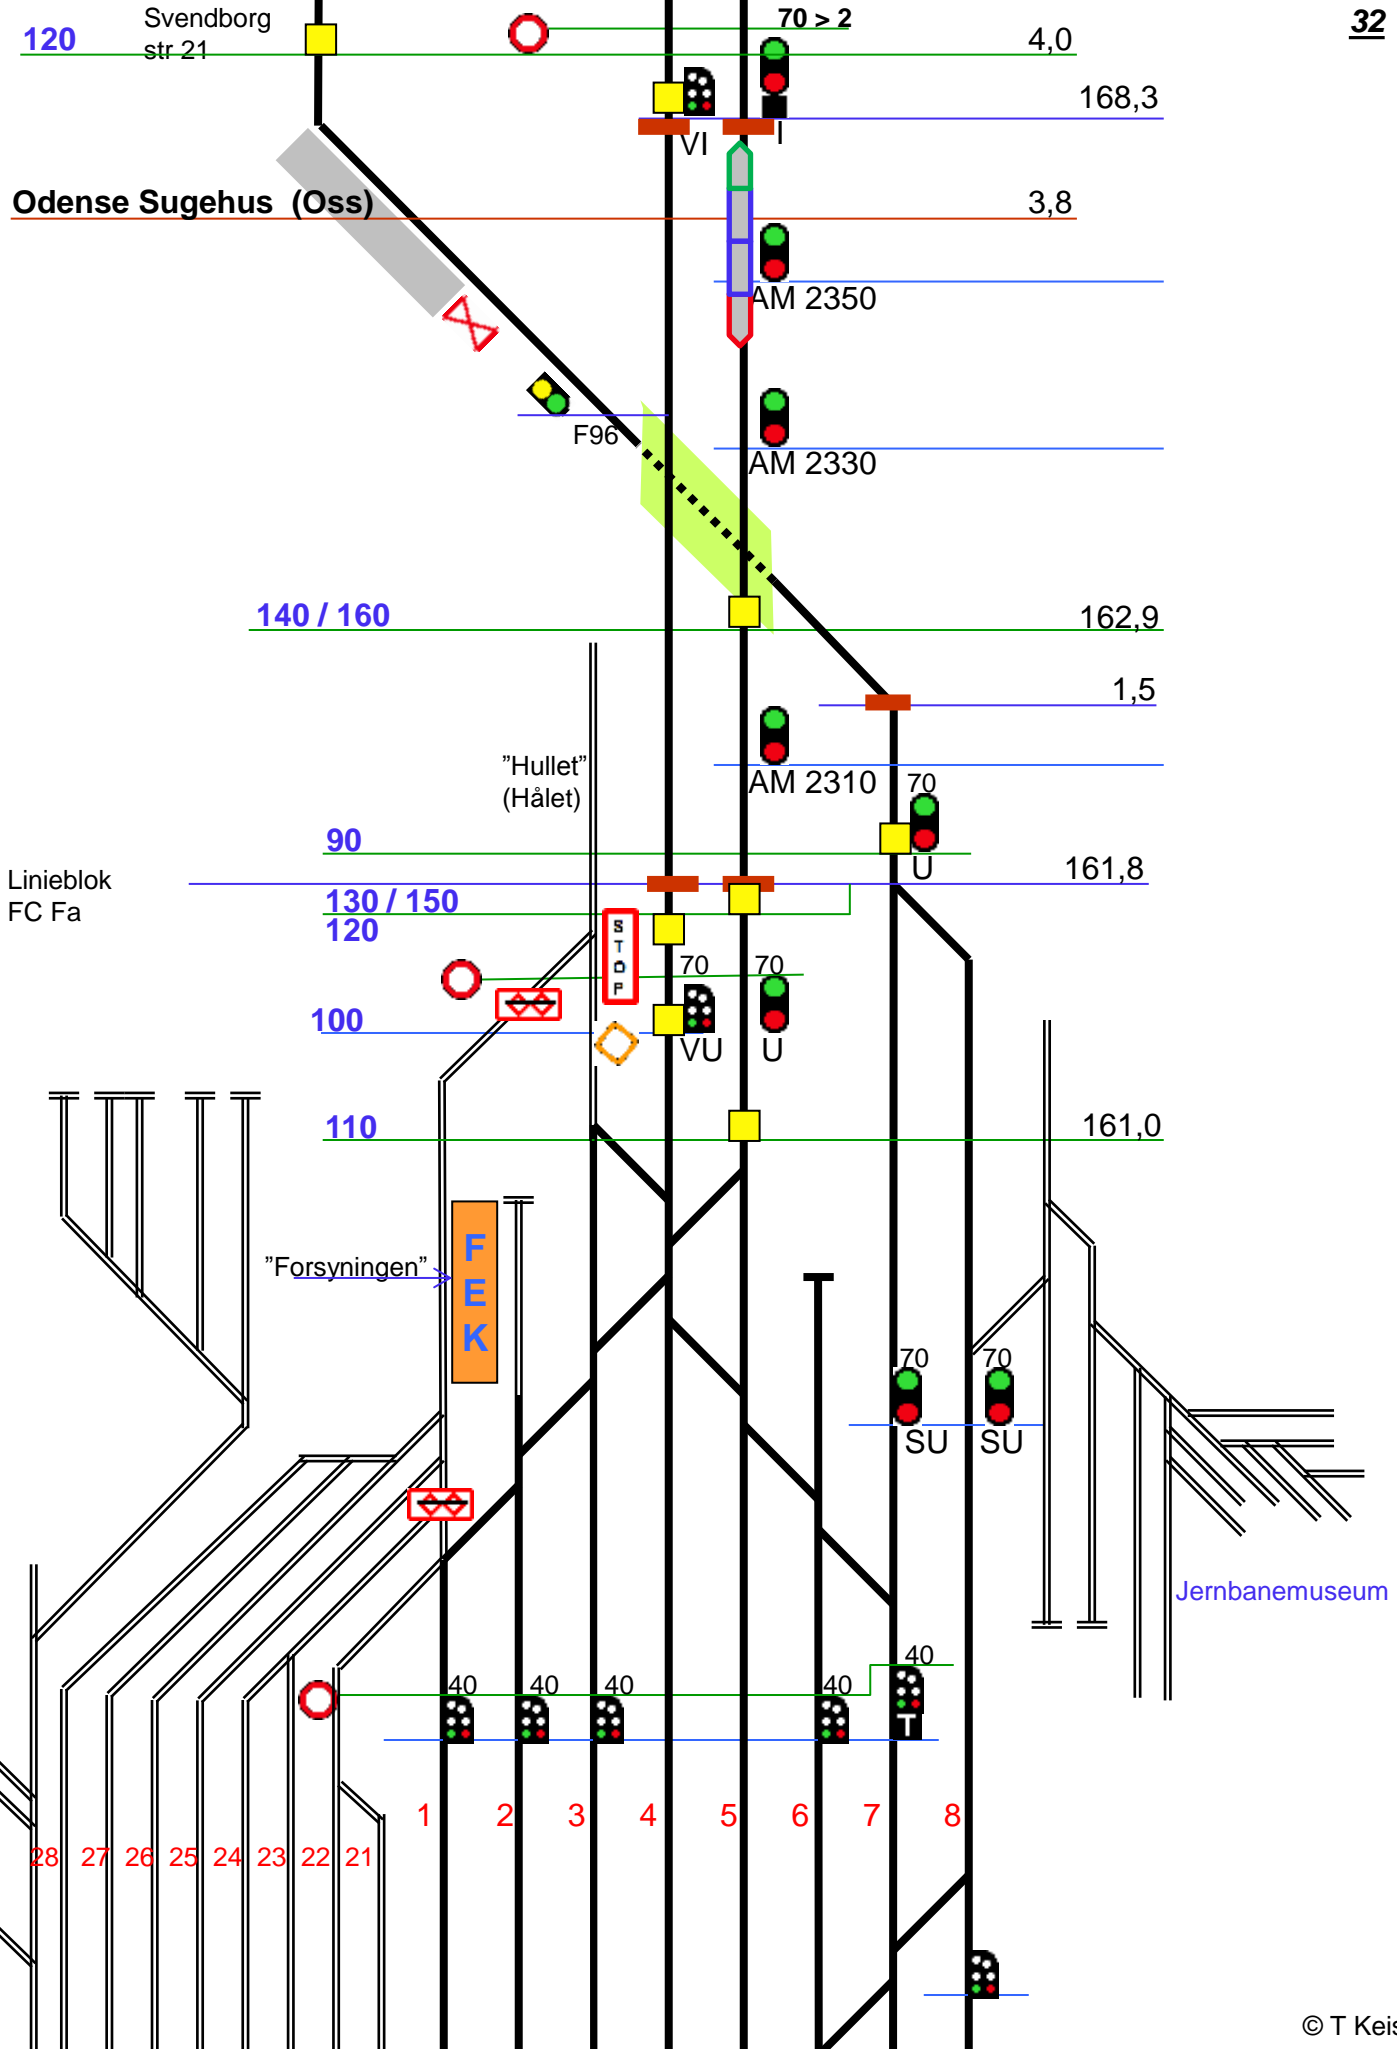 Svendborg
str 21
70 > 2
32
120
4,0
168,3
VI
I
Odense Sugehus (Oss)
3,8
AM 2350
F96
AM 2330
140 / 160
162,9
1,5
"Hullet"
(Hålet)
AM 2310
70
90
U
Linieblok
FC Fa
161,8
130 / 150
120
STOP
70
70
100
VU
U
110
161,0
"Forsyningen"
F
E
K
70
70
SU
SU
Jernbanemuseum
40
40
40
40
40
T
1
2
3
4
5
6
7
8
28
27
26
25
24
23
22
21
© T Keis